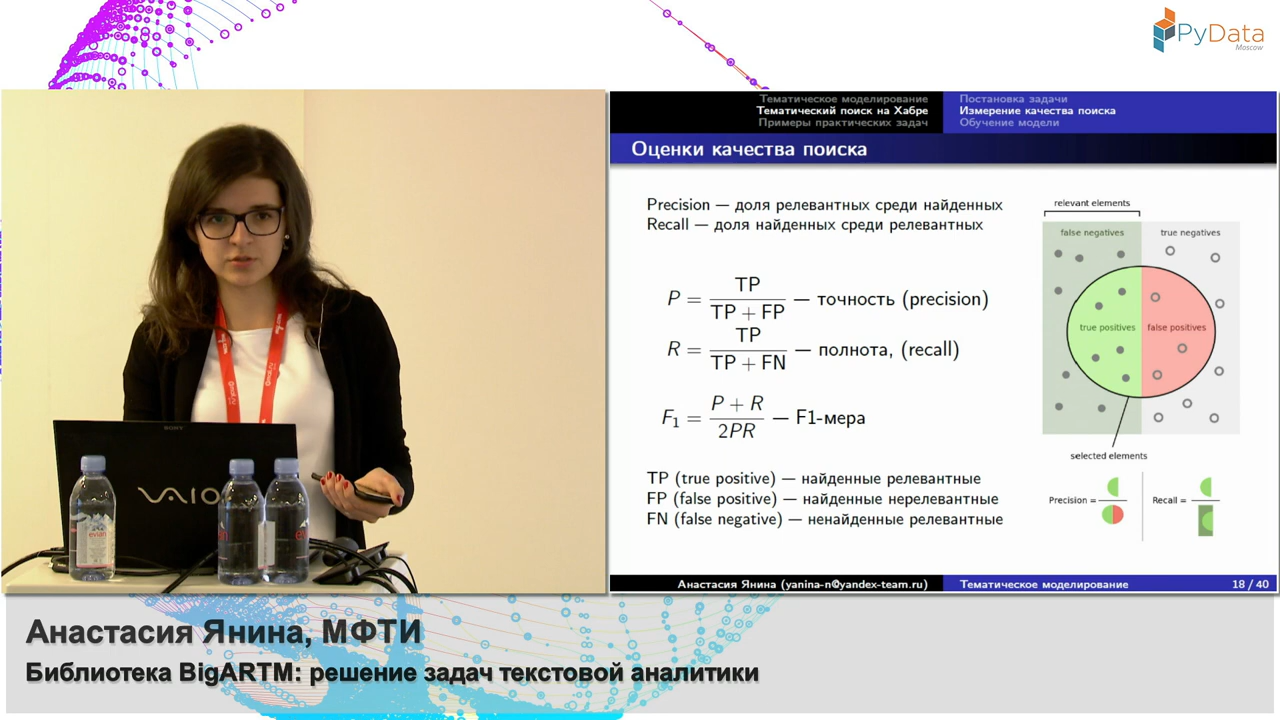 PyData
Moscow
Тематическое моделирование
Тематический поиск на Хабре
Примеры практических задач
Постановка задачи
Измерение качества поиска
Обучение модели
Оценки качества поиска
Precision — доля релевантных среди найденных
Recall — доля найденных среди релевантных
P = TP / (TP + FP) — точность (precision)
R = TP / (TP + FN) — полнота, (recall)
F₁ = (P + R) / 2PR — F1-мера
TP (true positive) — найденные релевантные
FP (false positive) — найденные нерелевантные
FN (false negative) — ненайденные релевантные
relevant elements
false negatives
true negatives
true positives
false positives
selected elements
Precision =
Recall =
Анастасия Янина (yanina-n@yandex-team.ru)
Тематическое моделирование
18 / 40
SONY
VAIO
evian
Анастасия Янина, МФТИ
Библиотека BigARTM: решение задач текстовой аналитики